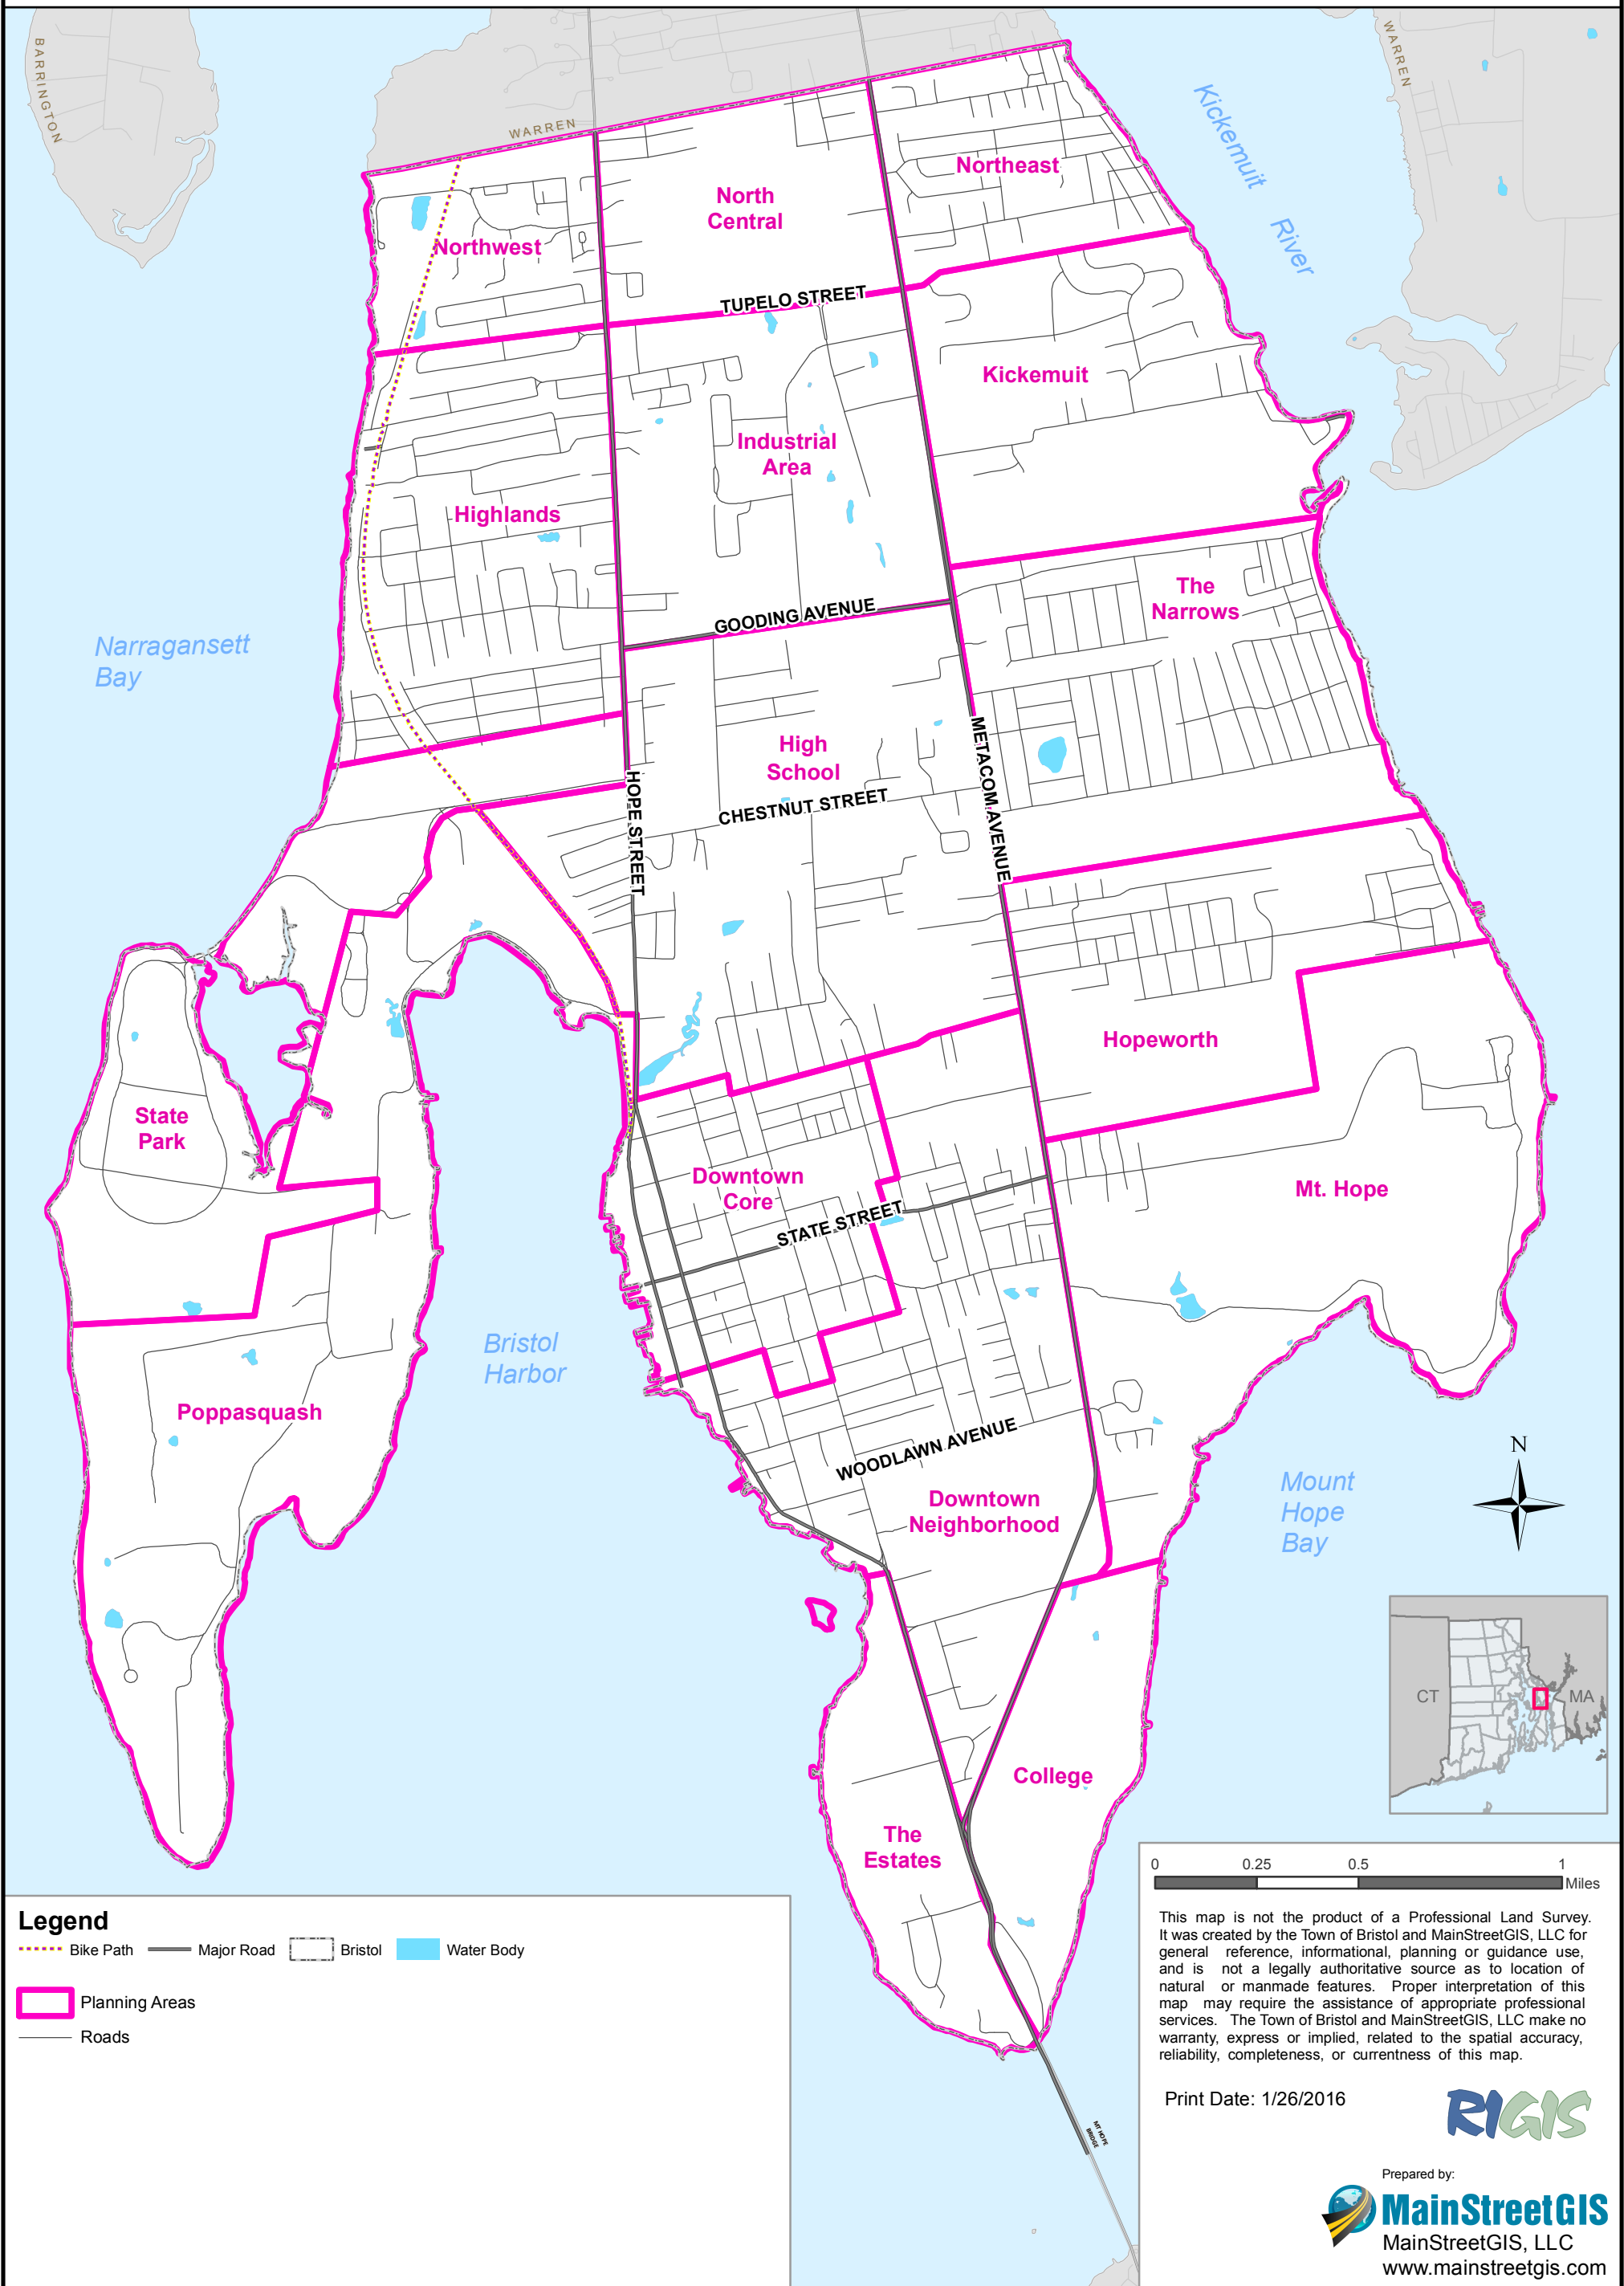 BARRINGTON
WARREN
WARREN
Kickemuit
River
Northeast
North
Central
Northwest
TUPELO STREET
Kickemuit
Industrial
Area
Highlands
The
Narrows
GOODING AVENUE
Narragansett
Bay
High
School
METACOM AVENUE
HOPE STREET
CHESTNUT STREET
Hopeworth
State
Park
Downtown
Core
Mt. Hope
STATE STREET
Bristol
Harbor
Poppasquash
WOODLAWN AVENUE
Downtown
Neighborhood
Mount
Hope
Bay
N
CT
MA
College
The
Estates
0 0.25 0.5 1
Miles
Legend
Bike Path
Major Road
Bristol
Water Body
Planning Areas
Roads
This map is not the product of a Professional Land Survey.
It was created by the Town of Bristol and MainStreetGIS, LLC for
general reference, informational, planning or guidance use,
and is not a legally authoritative source as to location of
natural or manmade features. Proper interpretation of this
map may require the assistance of appropriate professional
services. The Town of Bristol and MainStreetGIS, LLC make no
warranty, express or implied, related to the spatial accuracy,
reliability, completeness, or currentness of this map.
Print Date: 1/26/2016
RIGIS
MT HOPE
BRIDGE
Prepared by:
MainStreetGIS
MainStreetGIS, LLC
www.mainstreetgis.com